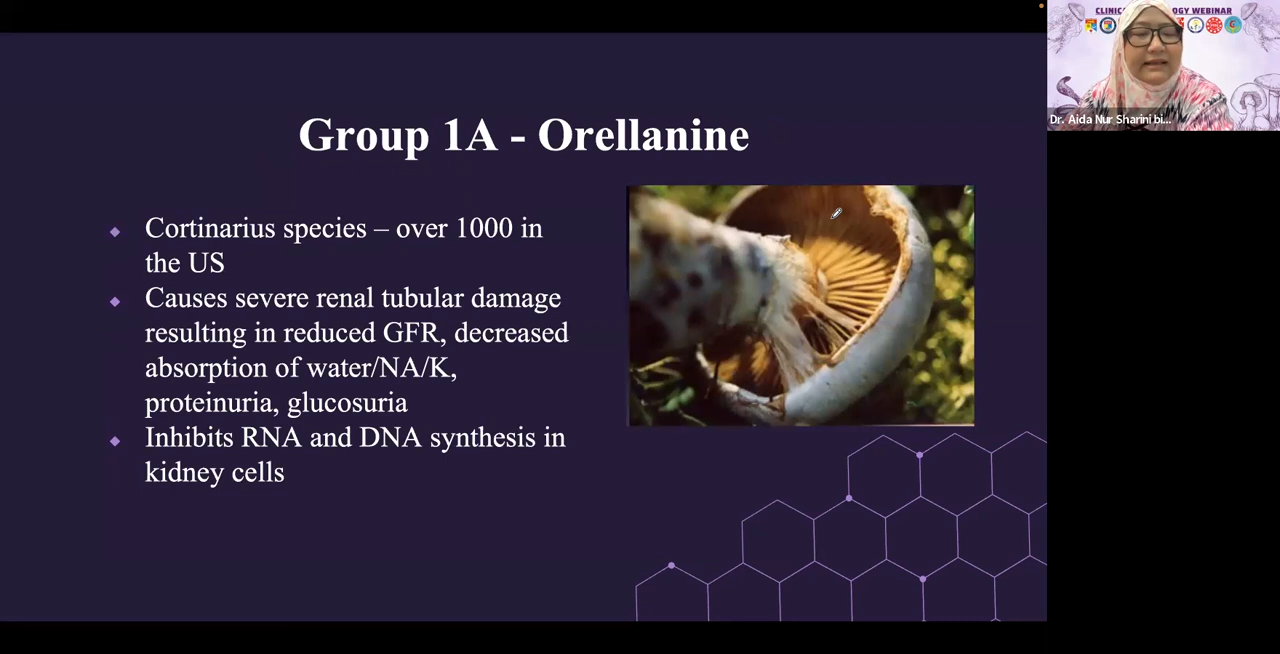 CLINIC
OLOGY WEBINAR
Dr. Aida Nur Sharini bi...
Group 1A - Orellanine
Cortinarius species – over 1000 in
the US
Causes severe renal tubular damage
resulting in reduced GFR, decreased
absorption of water/NA/K,
proteinuria, glucosuria
Inhibits RNA and DNA synthesis in
kidney cells